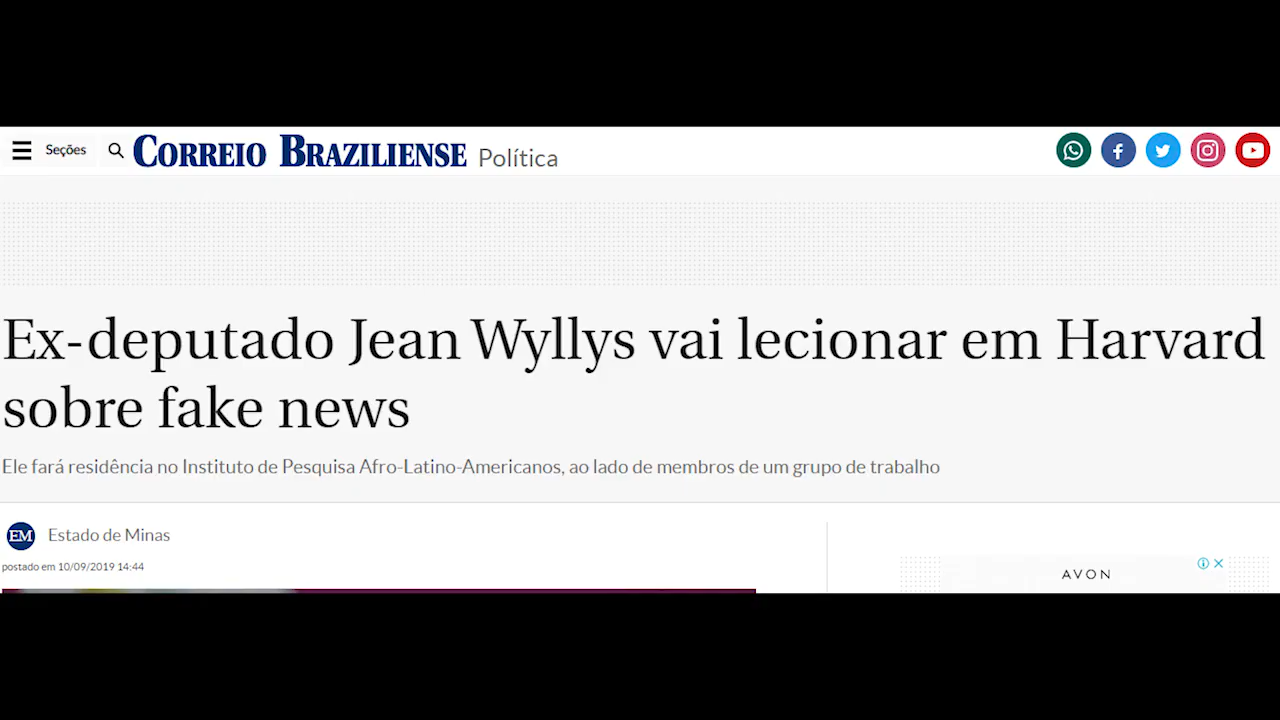 Seções
CORREIO BRAZILIENSE Política
Ex-deputado Jean Wyllys vai lecionar em Harvard
sobre fake news
Ele fará residência no Instituto de Pesquisa Afro-Latino-Americanos, ao lado de membros de um grupo de trabalho
EM Estado de Minas
postado em 10/09/2019 14:44
AVON